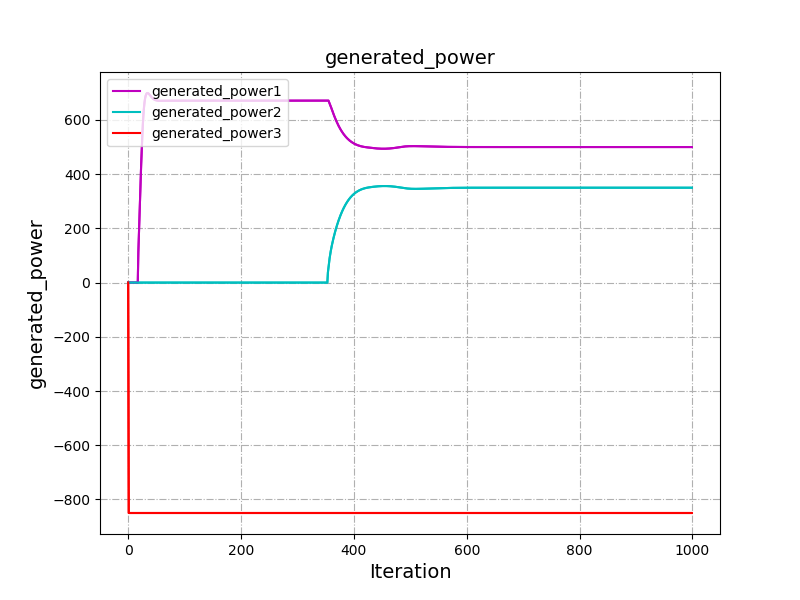 generated_power
generated_power1
generated_power2
generated_power3
generated_power
600
400
200
0
−200
−400
−600
−800
0 200 400 600 800 1000
Iteration